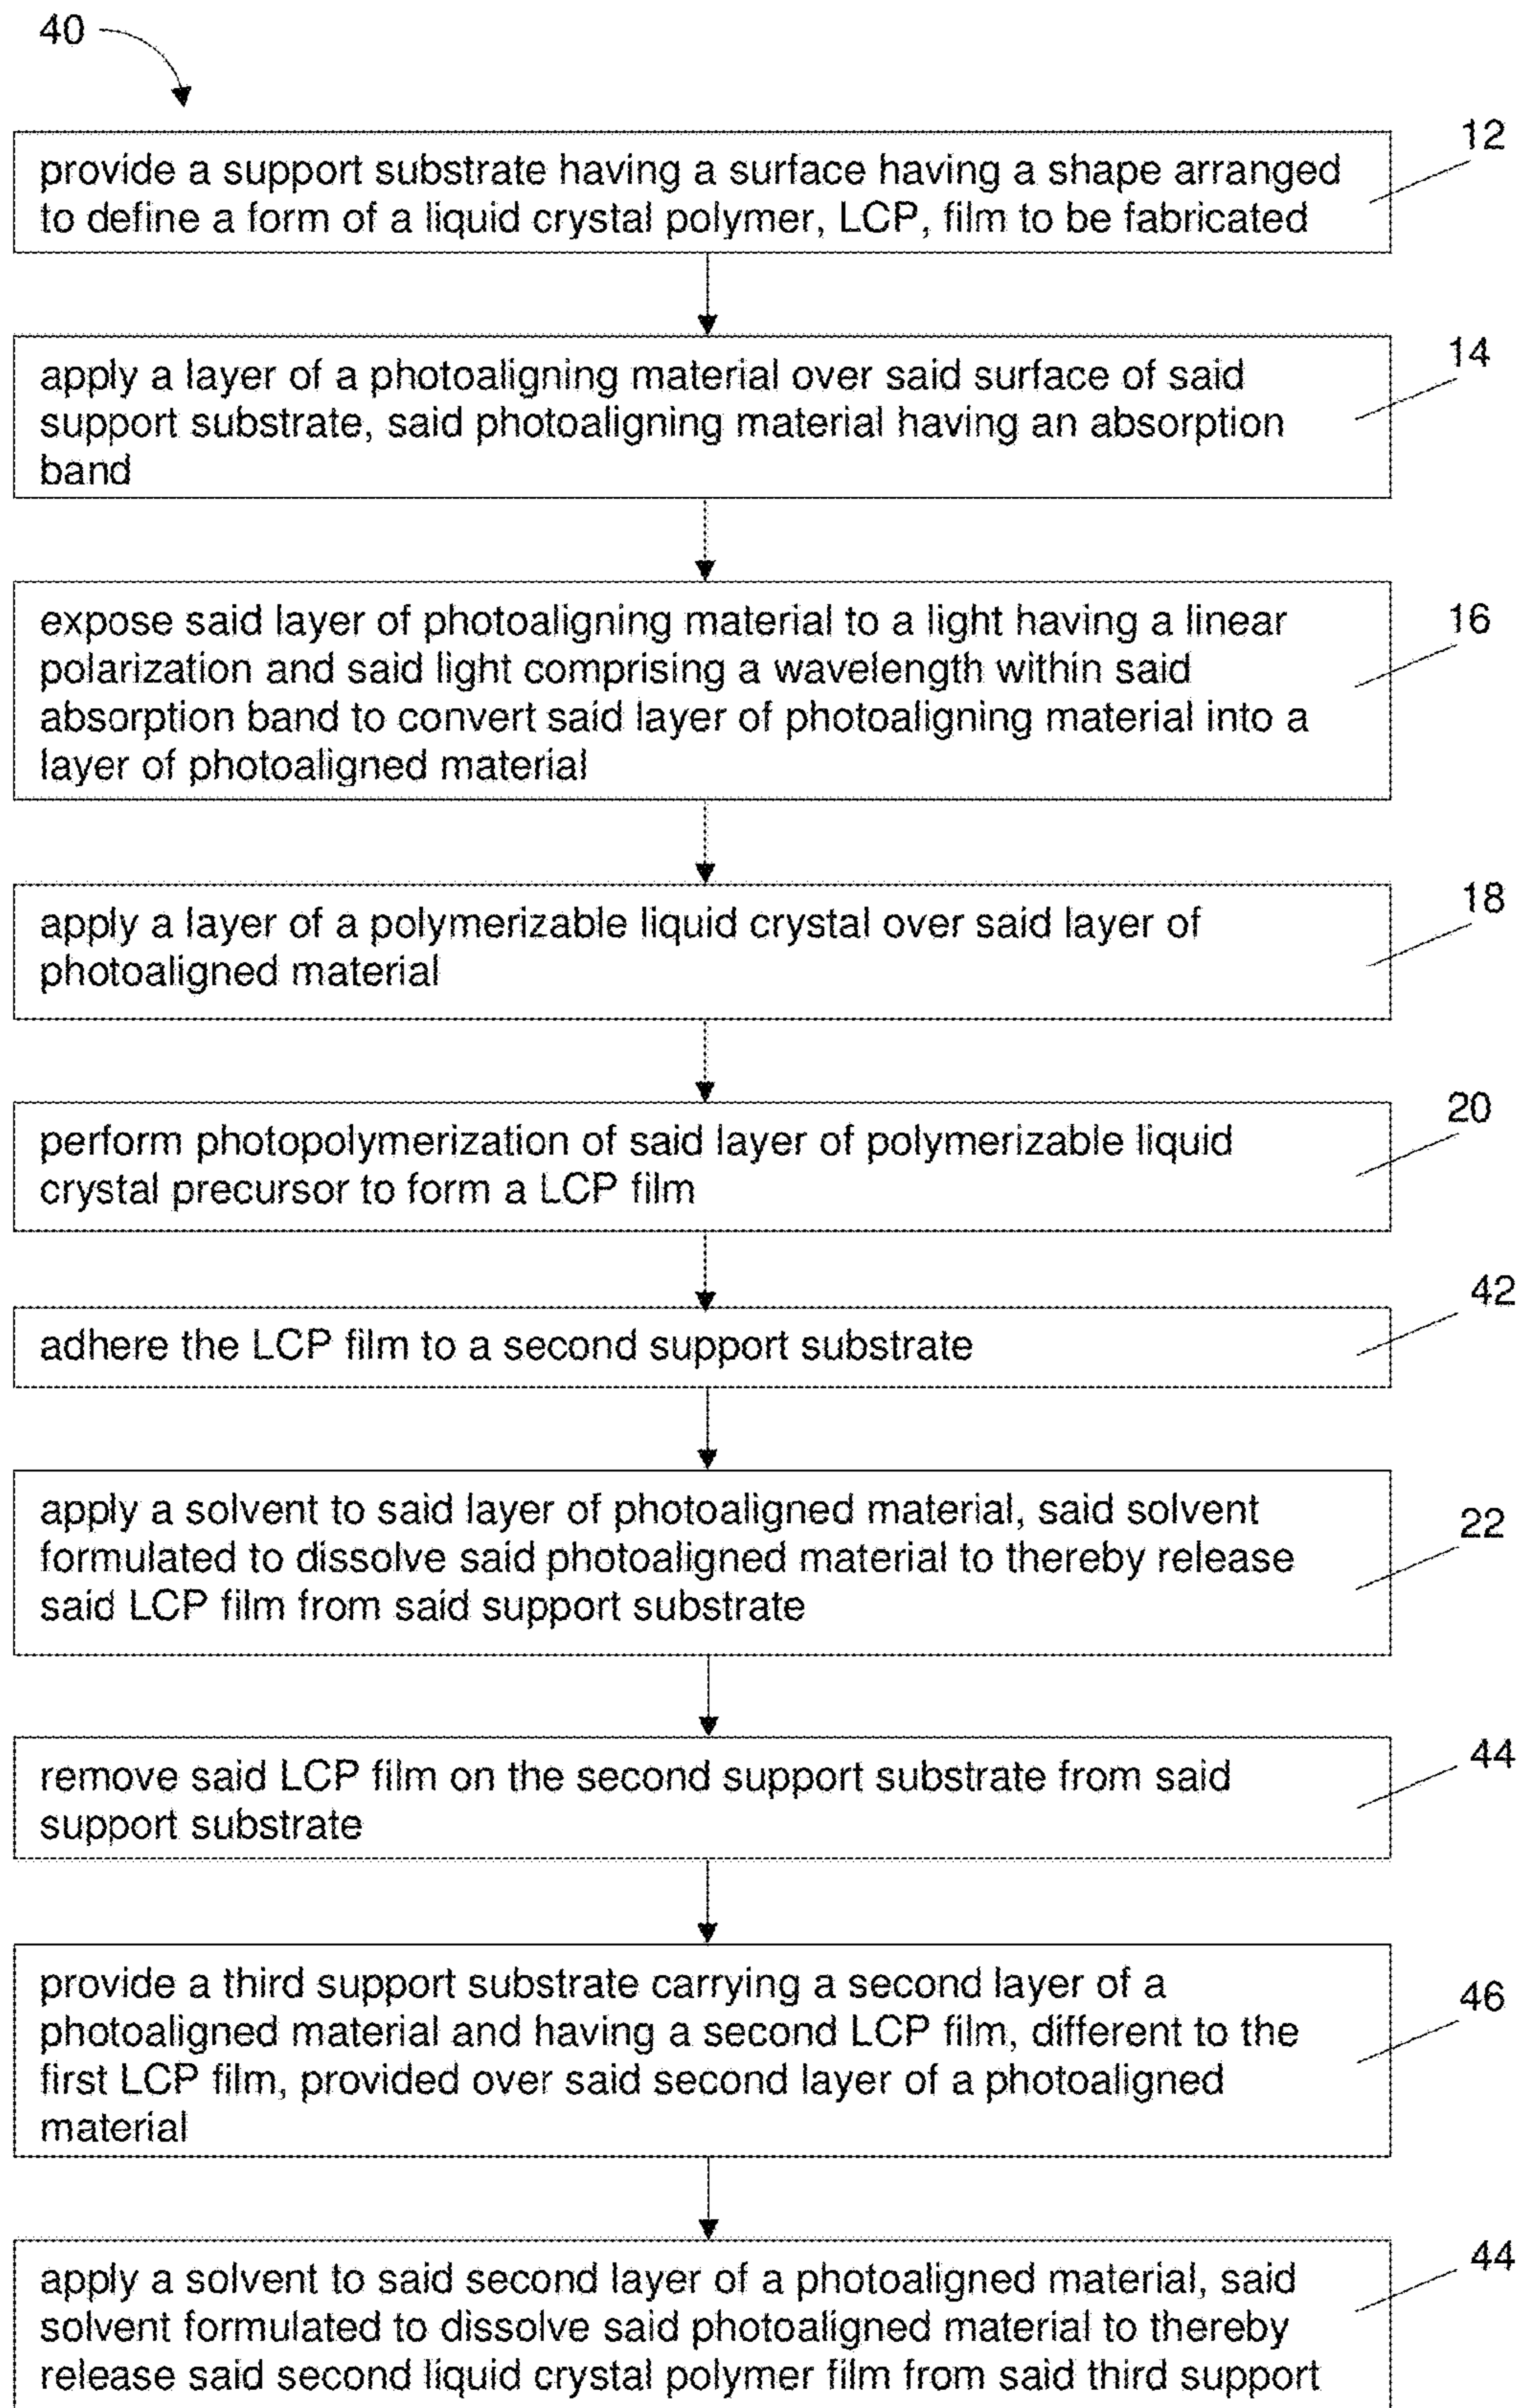 40
12
provide a support substrate having a surface having a shape arranged
to define a form of a liquid crystal polymer, LCP, film to be fabricated
14
apply a layer of a photoaligning material over said surface of said
support substrate, said photoaligning material having an absorption
band
16
expose said layer of photoaligning material to a light having a linear
polarization and said light comprising a wavelength within said
absorption band to convert said layer of photoaligning material into a
layer of photoaligned material
18
apply a layer of a polymerizable liquid crystal over said layer of
photoaligned material
20
perform photopolymerization of said layer of polymerizable liquid
crystal precursor to form a LCP film
42
adhere the LCP film to a second support substrate
22
apply a solvent to said layer of photoaligned material, said solvent
formulated to dissolve said photoaligned material to thereby release
said LCP film from said support substrate
44
remove said LCP film on the second support substrate from said
support substrate
46
provide a third support substrate carrying a second layer of a
photoaligned material and having a second LCP film, different to the
first LCP film, provided over said second layer of a photoaligned
material
44
apply a solvent to said second layer of a photoaligned material, said
solvent formulated to dissolve said photoaligned material to thereby
release said second liquid crystal polymer film from said third support